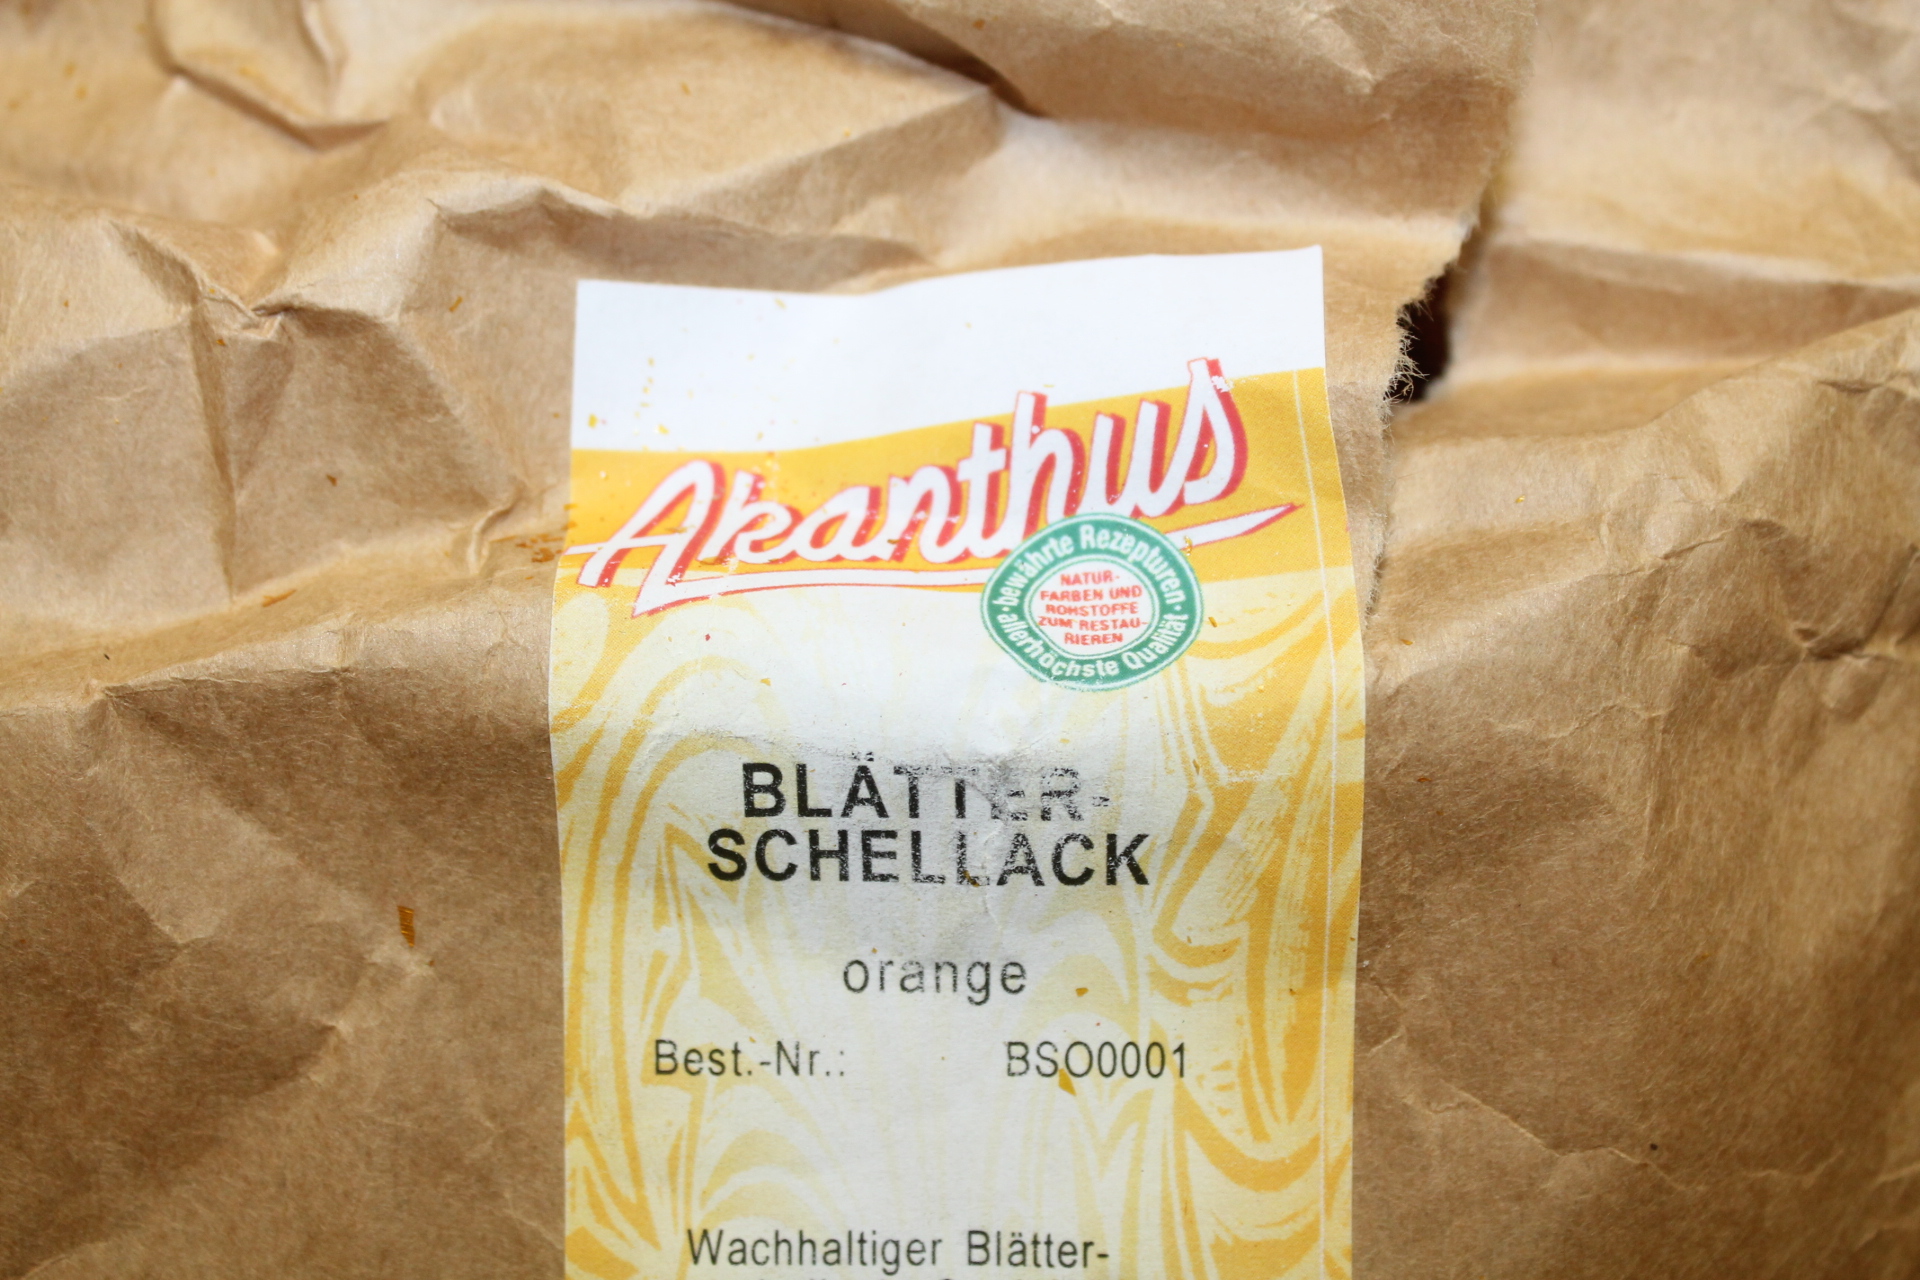 Akanthus
·bewährte Rezepturen·
NATUR-
FARBEN UND
ROHSTOFFE
ZUM RESTAU-
RIEREN
allerhöchste Qualität
BLÄTTER-
SCHELLACK
orange
Best.-Nr.: BSO0001
Wachhaltiger Blätter-